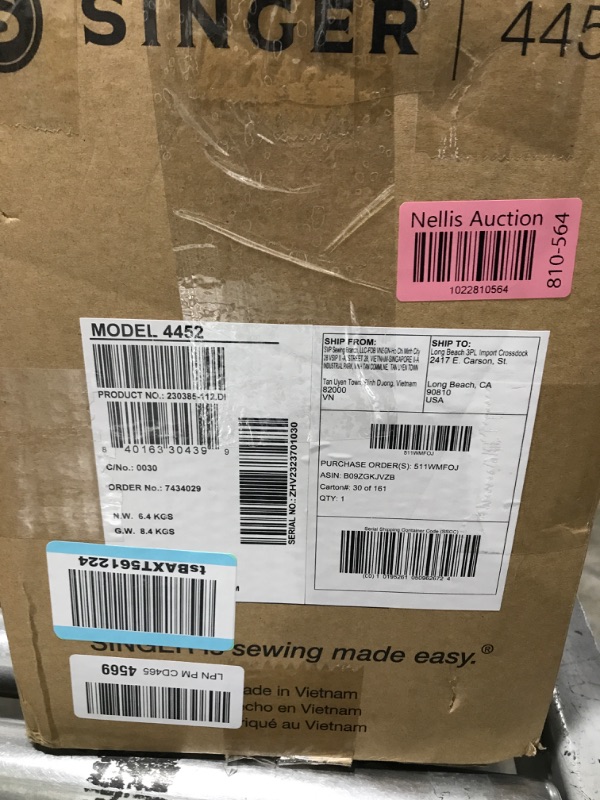 SINGER | 445
Nellis Auction
1022810564
810-564
MODEL 4452
PRODUCT NO.: 230385-112.DI
8 40163 30439 9
C/No.: 0030
ORDER No.: 7434029
N.W. 6.4 KGS
G.W. 8.4 KGS
SERIAL NO.: ZHV2323701030
SHIP FROM:
Tan Uyen Town, Binh Duong, Vietnam
82000
VN
SHIP TO:
Long Beach 3PL Import Crossdock
2417 E. Carson, St
Long Beach, CA
90810
USA
511WMFOJ
PURCHASE ORDER(S): 511WMFOJ
ASIN: B09ZGKJVZB
Carton#: 30 of 161
QTY: 1
Serial Shipping Container Code (SSCC)
tsBAXT561224
SINGER is sewing made easy.®
LPN PM CD465
4569
ade in Vietnam
cho en Vietnam
riqué au Vietnam